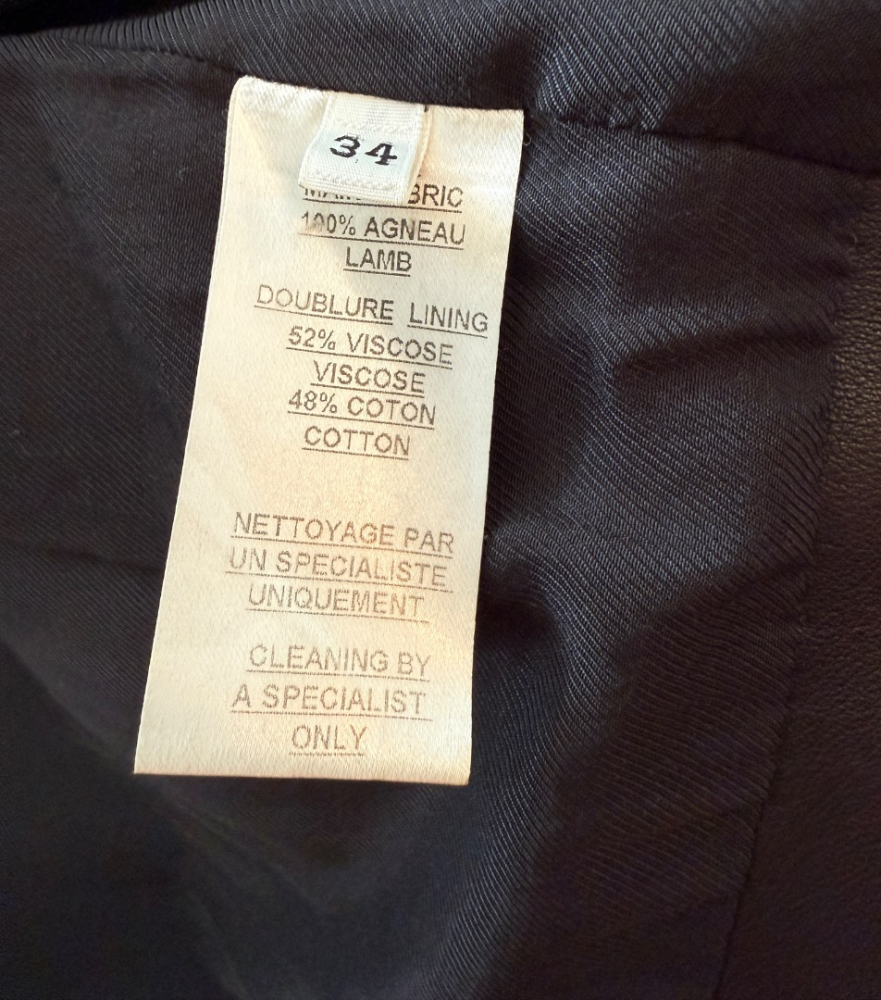 34
100% AGNEAU
LAMB
DOUBLURE LINING
52% VISCOSE
VISCOSE
48% COTON
COTTON
NETTOYAGE PAR
UN SPECIALISTE
UNIQUEMENT
CLEANING BY
A SPECIALIST
ONLY